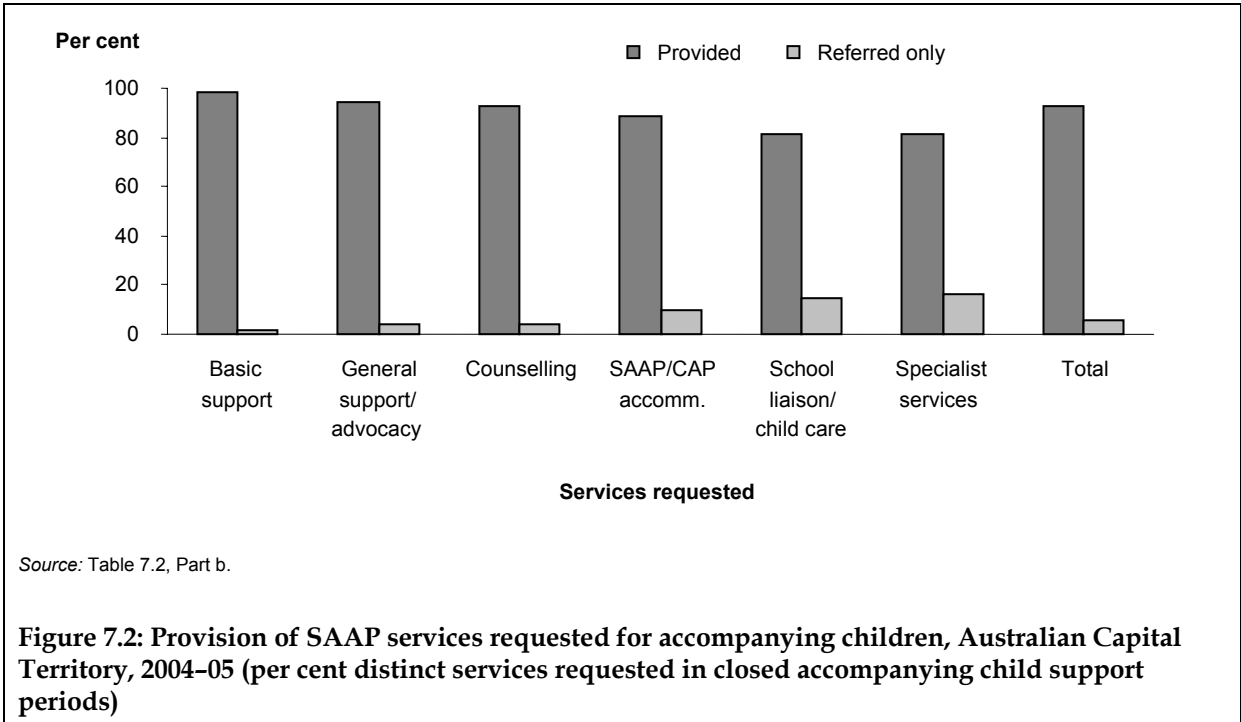 Per cent
Provided Referred only
100
80
60
40
20
0
Basic support
General support/ advocacy
Counselling
SAAP/CAP accomm.
School liaison/ child care
Specialist services
Total
Services requested
Source: Table 7.2, Part b.
Figure 7.2: Provision of SAAP services requested for accompanying children, Australian Capital
Territory, 2004–05 (per cent distinct services requested in closed accompanying child support
periods)